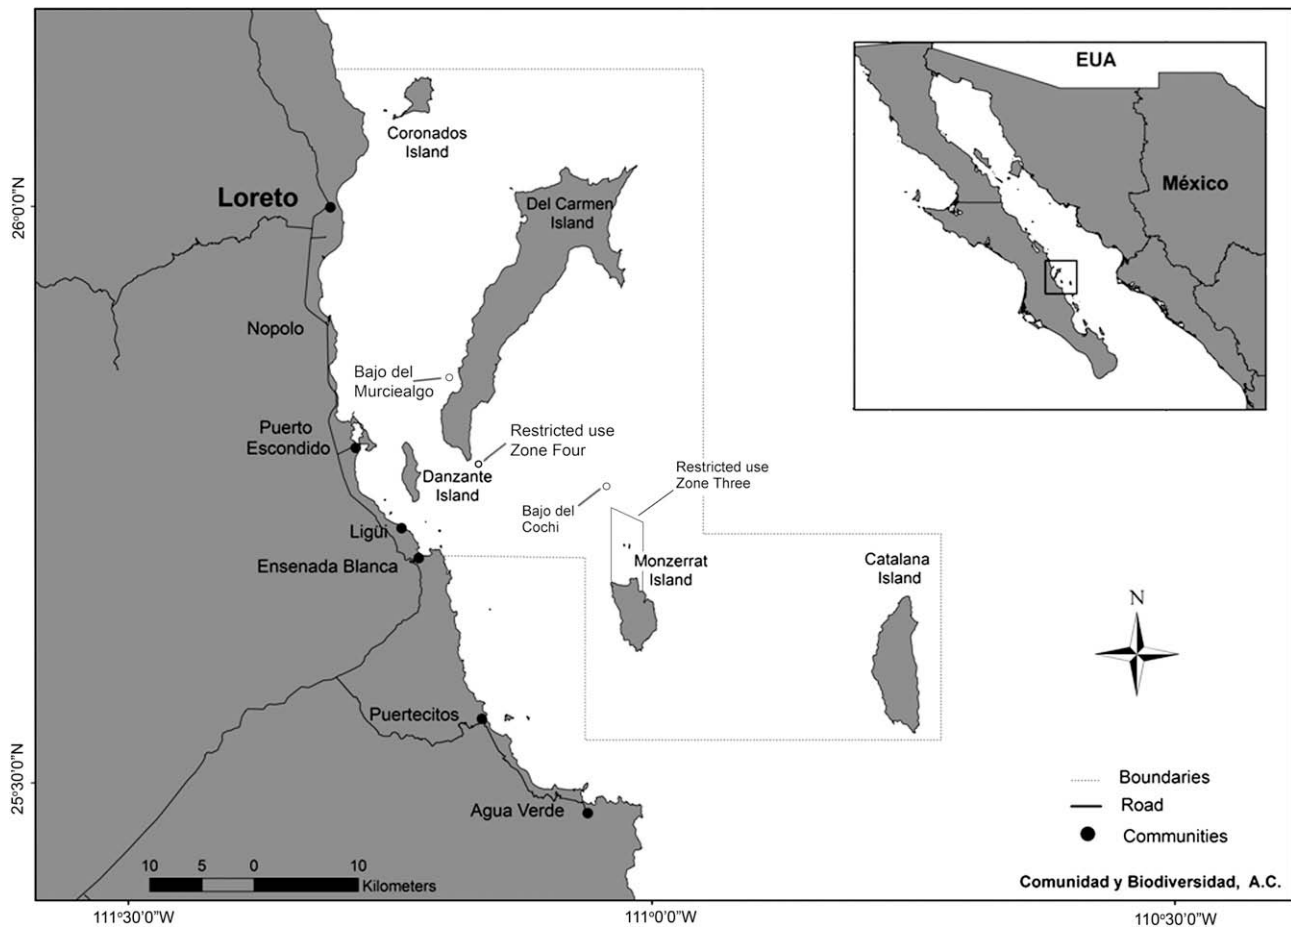 EUA
México
Coronados
Island
Loreto
Del Carmen
Island
26°0'0"N
Nopolo
Bajo del
Murciealgo
Puerto
Escondido
Restricted use
Zone Four
Danzante
Island
Restricted use
Zone Three
Bajo del
Cochi
Ligüi
Ensenada Blanca
Monzerrat
Island
Catalana
Island
N
Puertecitos
25°30'0"N
Agua Verde
Boundaries
Road
Communities
10 5 0 10
Kilometers
Comunidad y Biodiversidad, A.C.
111°30'0"W
111°0'0"W
110°30'0"W